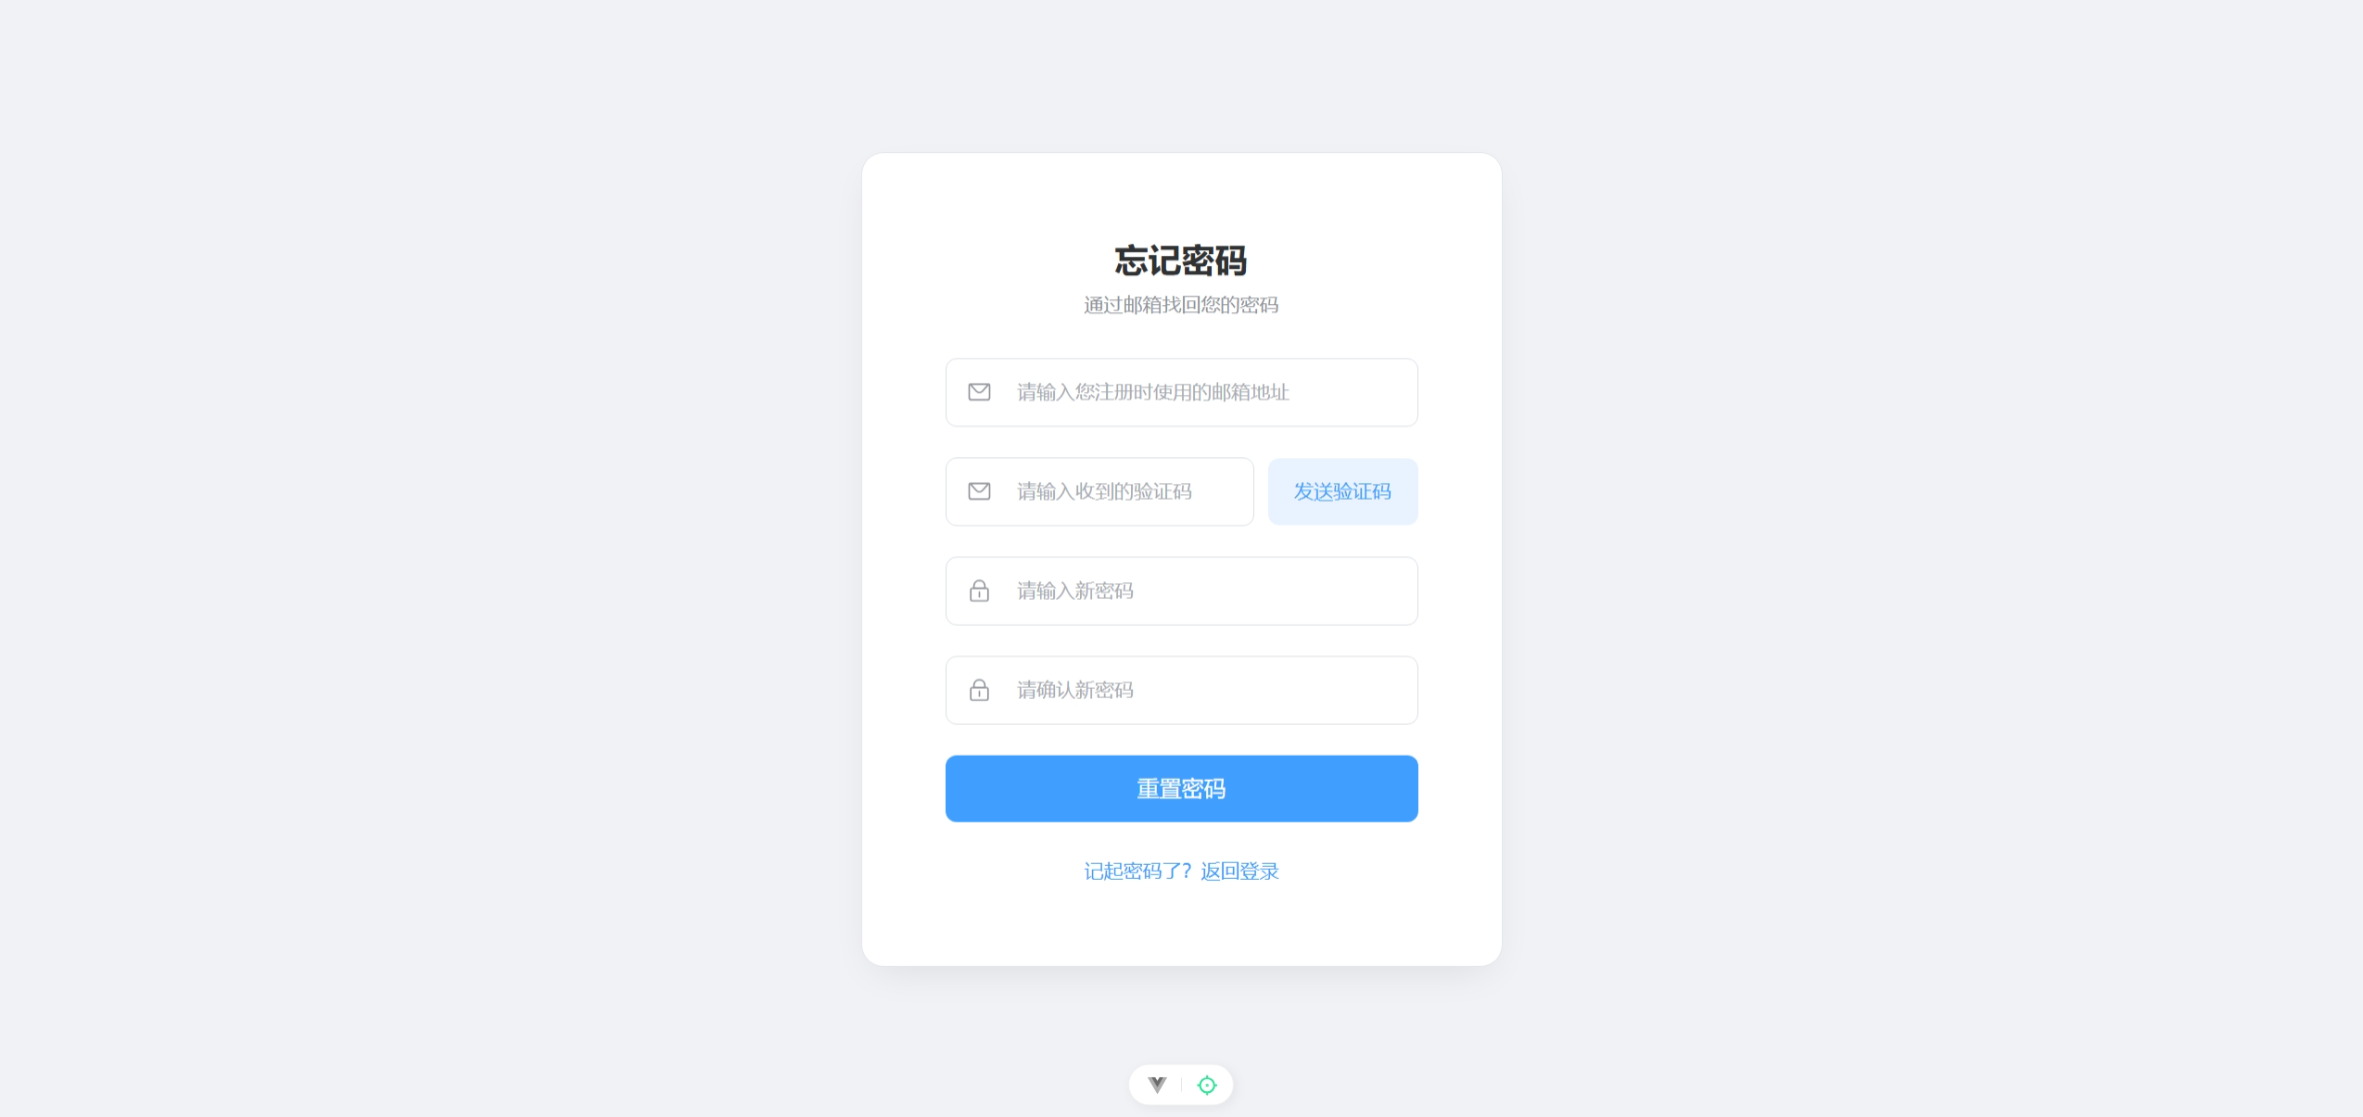 忘记密码
通过邮箱找回您的密码
请输入您注册时使用的邮箱地址
请输入收到的验证码
发送验证码
请输入新密码
请确认新密码
重置密码
记起密码了？返回登录